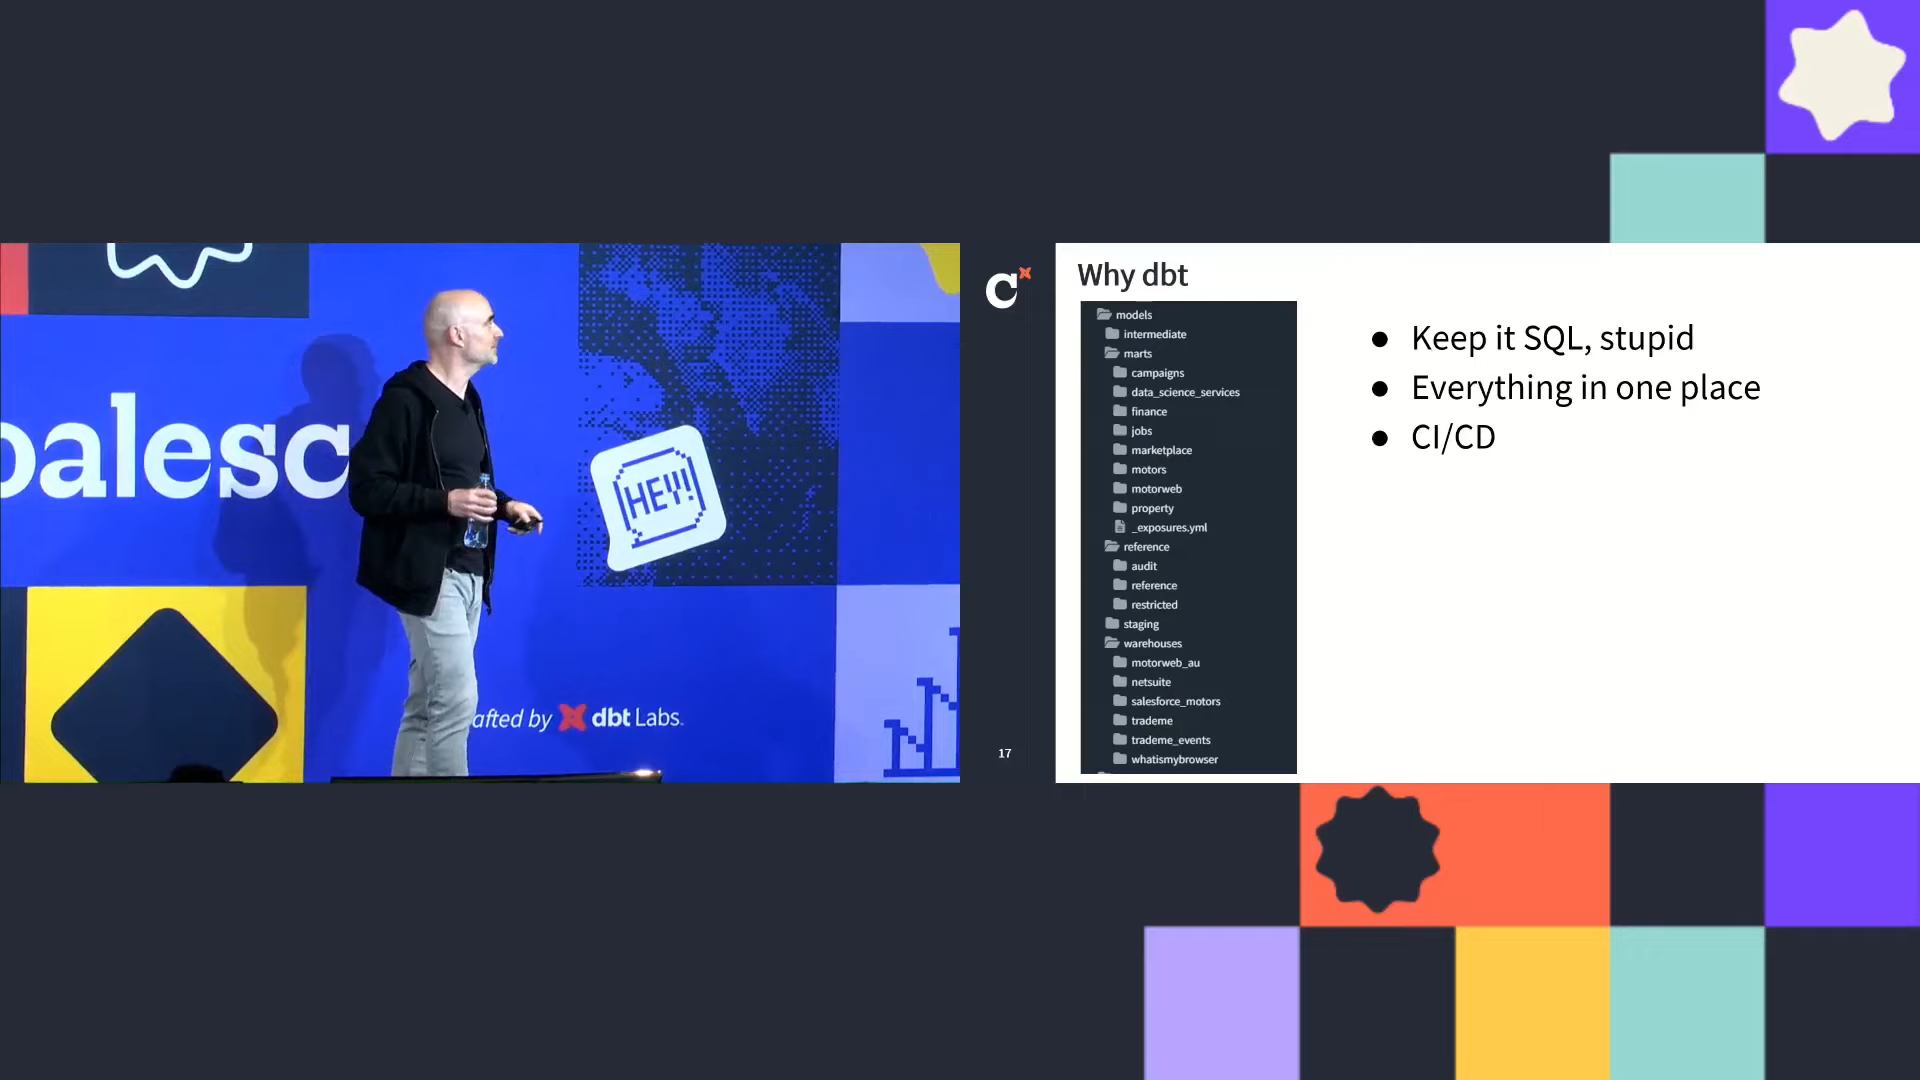 oalesc
HEY!
afted by dbt Labs.
C
17
Why dbt
models
intermediate
marts
campaigns
data_science_services
finance
jobs
marketplace
motors
motorweb
property
_exposures.yml
reference
audit
reference
restricted
staging
warehouses
motorweb_au
netsuite
salesforce_motors
trademe
trademe_events
whatismybrowser
● Keep it SQL, stupid
● Everything in one place
● CI/CD